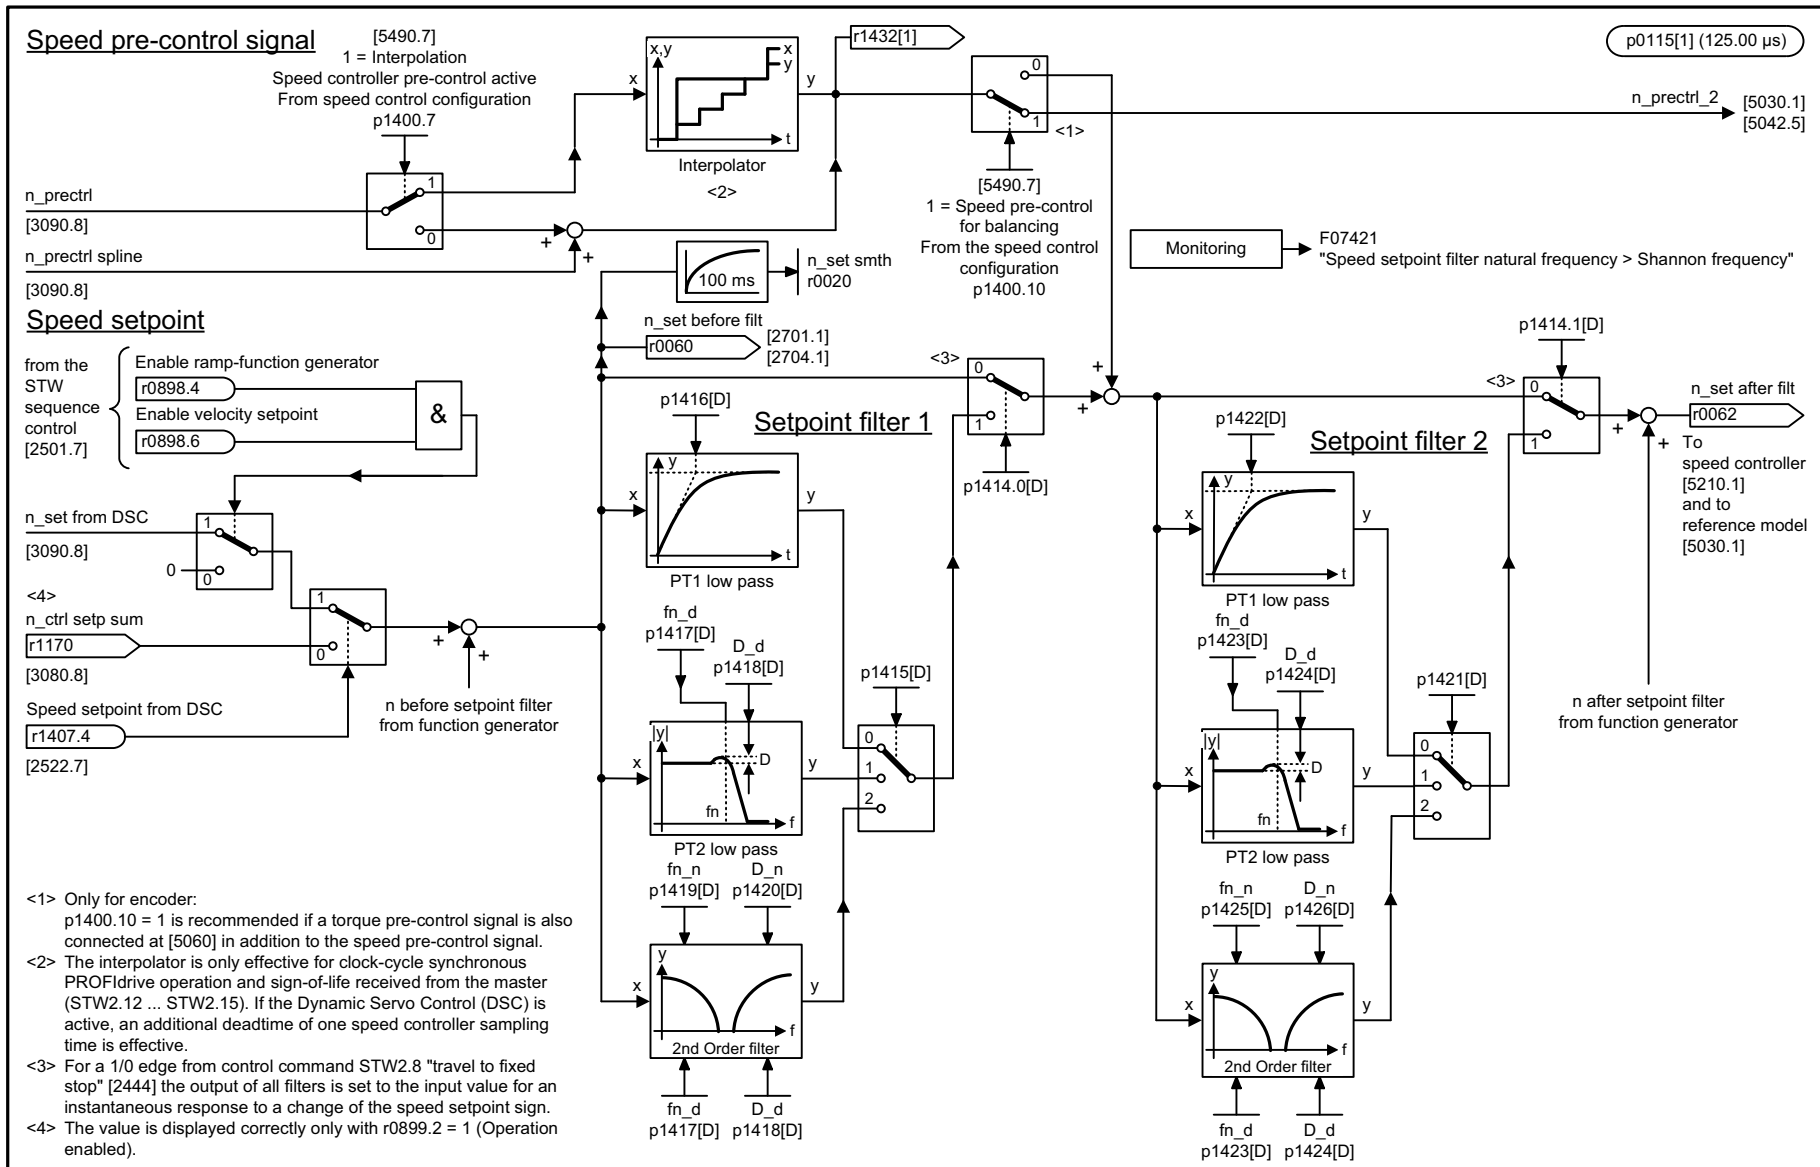 Speed pre-control signal
[5490.7]
1 = Interpolation
Speed controller pre-control active
From speed control configuration
p1400.7
x,y
x
y
x
y
t
Interpolator
<2>
r1432[1]
0
1
<1>
[5490.7]
1 = Speed pre-control
for balancing
From the speed control
configuration
p1400.10
p0115[1] (125.00 µs)
n_prectrl_2
[5030.1]
[5042.5]
n_prectrl
[3090.8]
1
0
+
+
n_prectrl spline
[3090.8]
100 ms
n_set smth
r0020
Monitoring
F07421
"Speed setpoint filter natural frequency > Shannon frequency"
Speed setpoint
from the
STW
sequence
control
[2501.7]
Enable ramp-function generator
r0898.4
Enable velocity setpoint
r0898.6
&
n_set before filt
r0060
[2701.1]
[2704.1]
n_set from DSC
[3090.8]
1
0
0
<4>
n_ctrl setp sum
r1170
[3080.8]
1
0
Speed setpoint from DSC
r1407.4
[2522.7]
+
+
n before setpoint filter
from function generator
Setpoint filter 1
p1416[D]
x
y
y
t
PT1 low pass
<3>
0
1
p1414.0[D]
+
+
fn_d
p1417[D]
D_d
p1418[D]
x
|y|
D
fn
f
y
PT2 low pass
p1415[D]
0
1
2
fn_n
p1419[D]
D_n
p1420[D]
x
y
f
y
2nd Order filter
fn_d
p1417[D]
D_d
p1418[D]
Setpoint filter 2
p1422[D]
x
y
y
t
PT1 low pass
<3>
p1414.1[D]
0
1
+
+
n_set after filt
r0062
To
speed controller
[5210.1]
and to
reference model
[5030.1]
n after setpoint filter
from function generator
fn_d
p1423[D]
D_d
p1424[D]
x
|y|
D
fn
f
y
PT2 low pass
p1421[D]
0
1
2
fn_n
p1425[D]
D_n
p1426[D]
x
y
f
y
2nd Order filter
fn_d
p1423[D]
D_d
p1424[D]
<1> Only for encoder:
p1400.10 = 1 is recommended if a torque pre-control signal is also
connected at [5060] in addition to the speed pre-control signal.
<2> The interpolator is only effective for clock-cycle synchronous
PROFIdrive operation and sign-of-life received from the master
(STW2.12 ... STW2.15). If the Dynamic Servo Control (DSC) is
active, an additional deadtime of one speed controller sampling
time is effective.
<3> For a 1/0 edge from control command STW2.8 "travel to fixed
stop" [2444] the output of all filters is set to the input value for an
instantaneous response to a change of the speed setpoint sign.
<4> The value is displayed correctly only with r0899.2 = 1 (Operation
enabled).